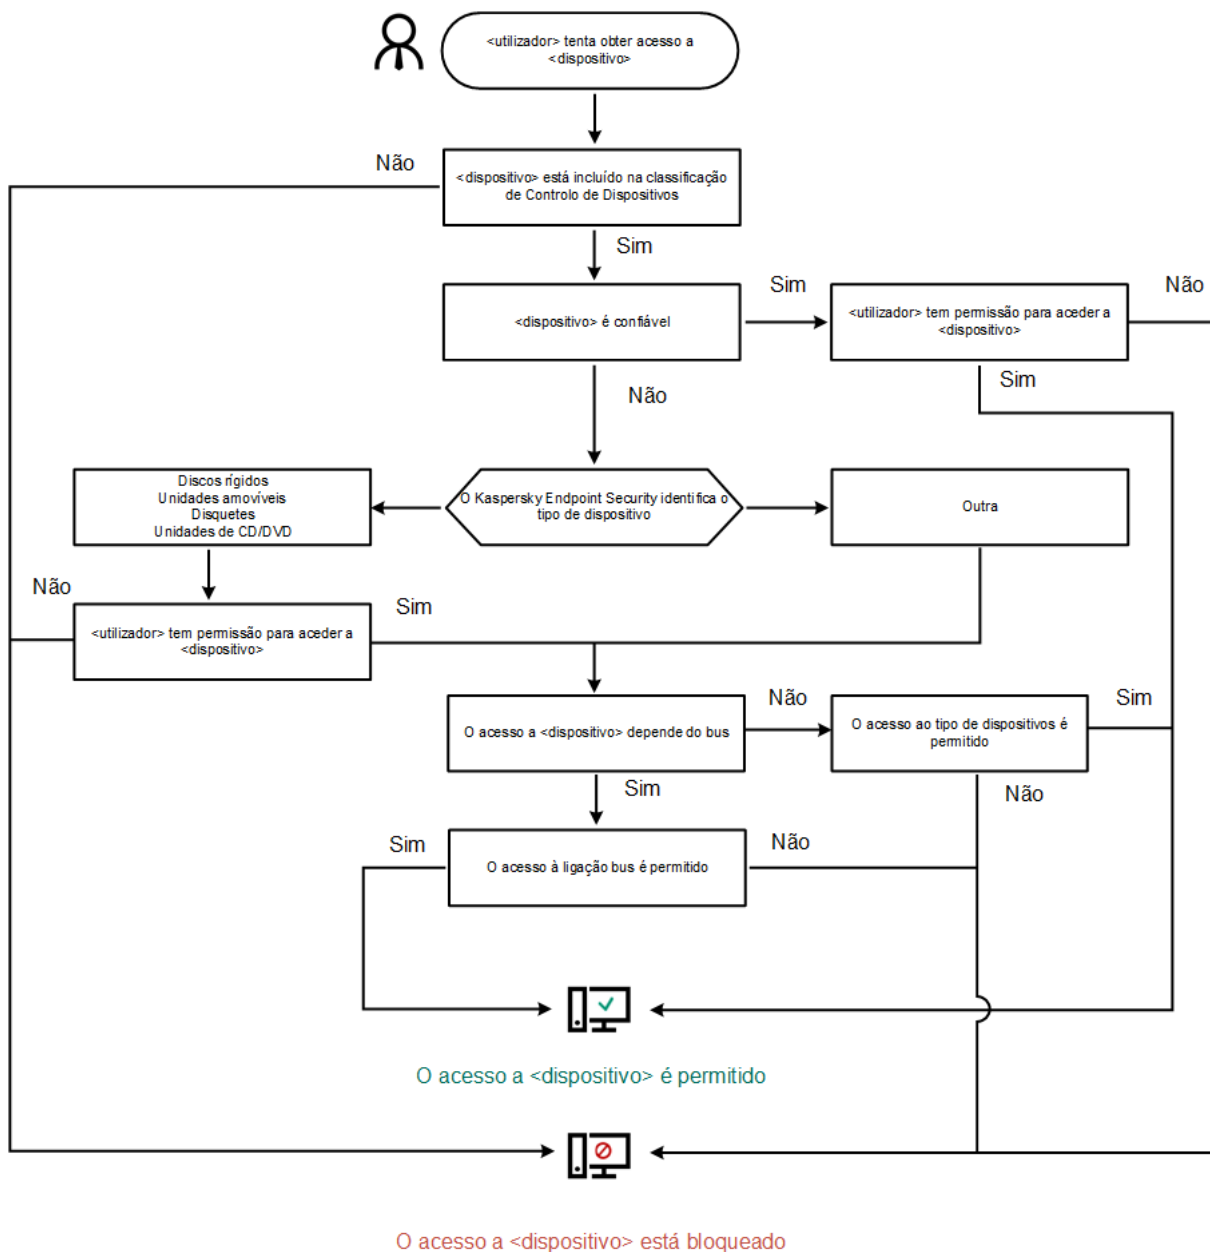 <utilizador> tenta obter acesso a
<dispositivo>
Não
<dispositivo> está incluído na classificação
de Controlo de Dispositivos
Sim
<dispositivo> é confiável
Sim
<utilizador> tem permissão para aceder a
<dispositivo>
Não
Sim
Não
Discos rígidos
Unidades amovíveis
Disquetes
Unidades de CD/DVD
O Kaspersky Endpoint Security identifica o
tipo de dispositivo
Outra
Não
<utilizador> tem permissão para aceder a
<dispositivo>
Sim
O acesso a <dispositivo> depende do bus
Não
O acesso ao tipo de dispositivos é
permitido
Sim
Sim
Não
Sim
O acesso à ligação bus é permitido
Não
O acesso a <dispositivo> é permitido
O acesso a <dispositivo> está bloqueado